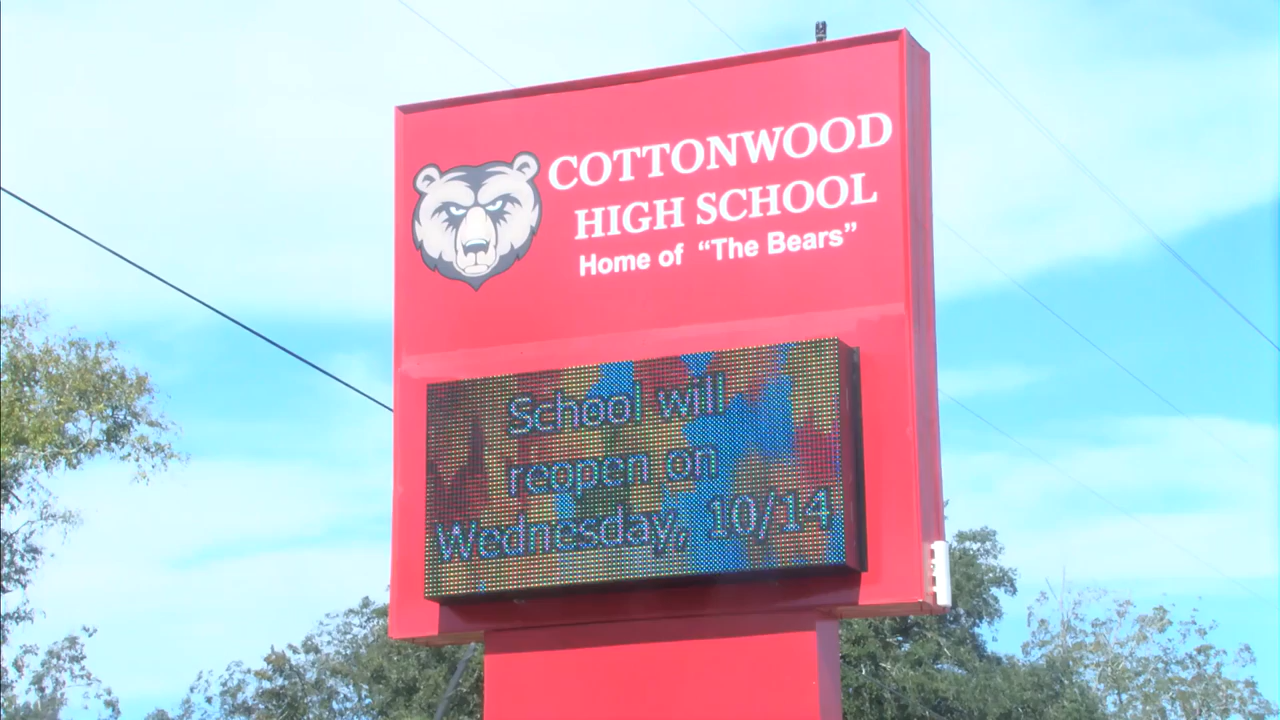 COTTONWOOD
HIGH SCHOOL
Home of "The Bears"
School will
reopen on
Wednesday,, 10/14